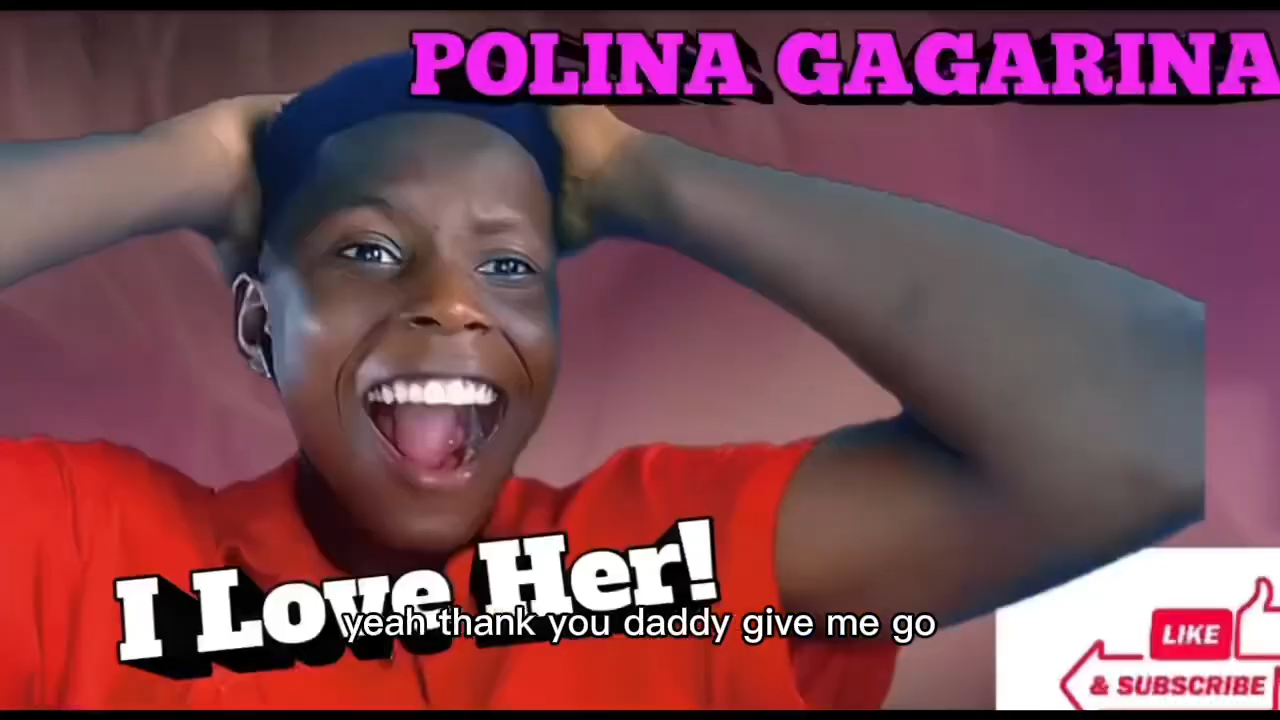 POLINA GAGARINA
I Love Her!
yeah thank you daddy give me go
LIKE
& SUBSCRIBE